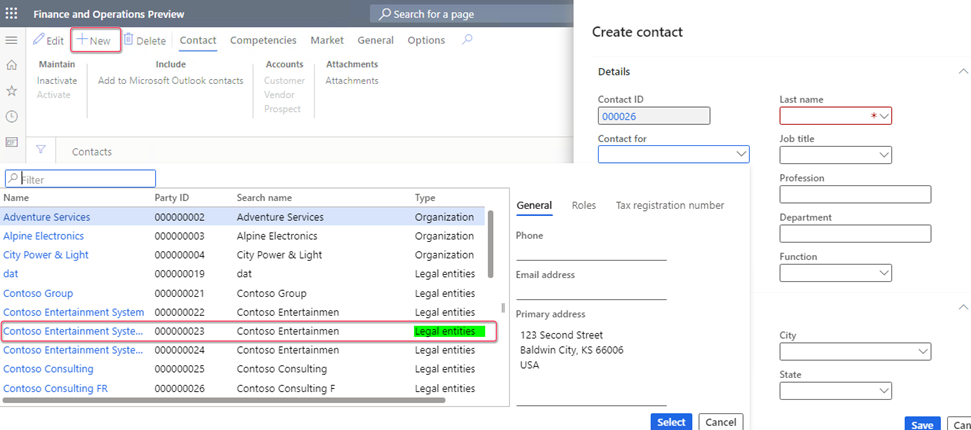 Finance and Operations Preview
Search for a page
Edit
New
Delete
Contact
Competencies
Market
General
Options
Maintain
Include
Accounts
Attachments
Inactivate
Add to Microsoft Outlook contacts
Customer
Attachments
Activate
Vendor
Prospect
Contacts
Filter
Name Party ID Search name Type
Adventure Services 000000002 Adventure Services Organization
Alpine Electronics 000000003 Alpine Electronics Organization
City Power & Light 000000004 City Power & Light Organization
dat 000000019 dat Legal entities
Contoso Group 000000021 Contoso Group Legal entities
Contoso Entertainment System 000000022 Contoso Entertainmen Legal entities
Contoso Entertainment Syste... 000000023 Contoso Entertainmen Legal entities
Contoso Entertainment Syste... 000000024 Contoso Entertainmen Legal entities
Contoso Consulting 000000025 Contoso Consulting Legal entities
Contoso Consulting FR 000000026 Contoso Consulting F Legal entities
General
Roles
Tax registration number
Phone
Email address
Primary address
123 Second Street
Baldwin City, KS 66006
USA
Select
Cancel
Create contact
Details
Contact ID
000026
Contact for
Last name
*
Job title
Profession
Department
Function
City
State
Save
Can